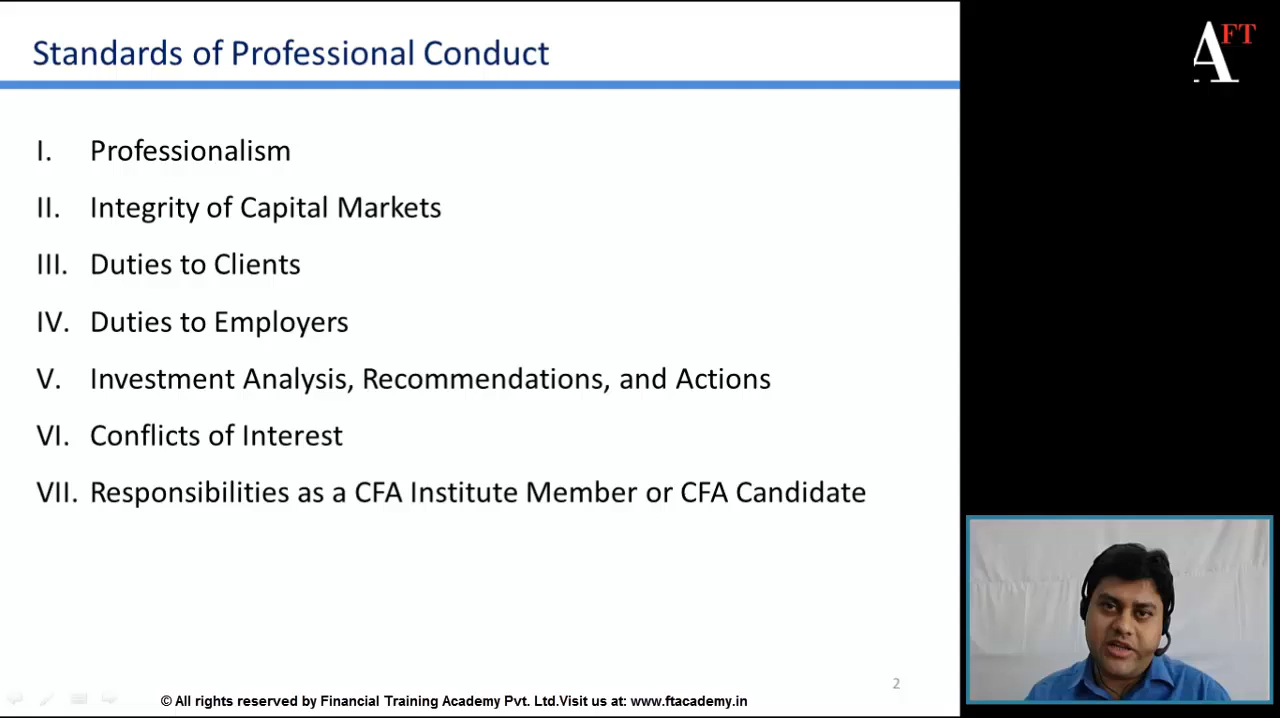 Standards of Professional Conduct
AFT
I. Professionalism
II. Integrity of Capital Markets
III. Duties to Clients
IV. Duties to Employers
V. Investment Analysis, Recommendations, and Actions
VI. Conflicts of Interest
VII. Responsibilities as a CFA Institute Member or CFA Candidate
2
© All rights reserved by Financial Training Academy Pvt. Ltd.Visit us at: www.ftacademy.in